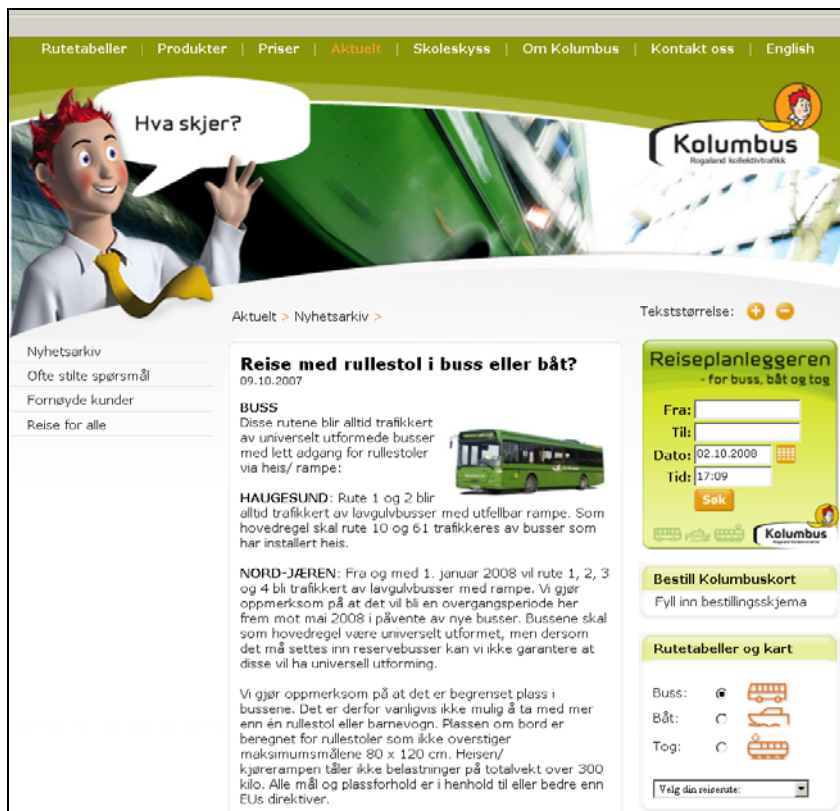 Rutetabeller | Produkter | Priser | Aktuelt | Skoleskyss | Om Kolumbus | Kontakt oss | English
Hva skjer?
Kolumbus
Rogaland kollektivtrafikk
Aktuelt > Nyhetsarkiv >
Tekststørrelse:
Nyhetsarkiv
Ofte stilte spørsmål
Fornøyde kunder
Reise for alle
Reise med rullestol i buss eller båt?
09.10.2007
BUSS
Disse rutene blir alltid trafikkert
av universelt utformede busser
med lett adgang for rullestoler
via heis/ rampe:
HAUGESUND: Rute 1 og 2 blir
alltid trafikkert av lavgulvbusser med utfellbar rampe. Som
hovedregel skal rute 10 og 61 trafikkeres av busser som
har installert heis.
NORD-JÆREN: Fra og med 1. januar 2008 vil rute 1, 2, 3
og 4 bli trafikkert av lavgulvbusser med rampe. Vi gjør
oppmerksom på at det vil bli en overgangsperiode her
frem mot mai 2008 i påvente av nye busser. Bussene skal
som hovedregel være universelt utformet, men dersom
det må settes inn reservebusser kan vi ikke garantere at
disse vil ha universell utforming.
Vi gjør oppmerksom på at det er begrenset plass i
bussene. Det er derfor vanligvis ikke mulig å ta med mer
enn én rullestol eller barnevogn. Plassen om bord er
beregnet for rullestoler som ikke overstiger
maksimumsmålene 80 x 120 cm. Heisen/
kjørerampen tåler ikke belastninger på totalvekt over 300
kilo. Alle mål og plassforhold er i henhold til eller bedre enn
EUs direktiver.
Reiseplanleggeren
- for buss, båt og tog
Fra:
Til:
Dato: 02.10.2008
Tid: 17:09
Søk
Kolumbus
Bestill Kolumbuskort
Fyll inn bestillingsskjema
Rutetabeller og kart
Buss:
Båt:
Tog:
Velg din reiserute: